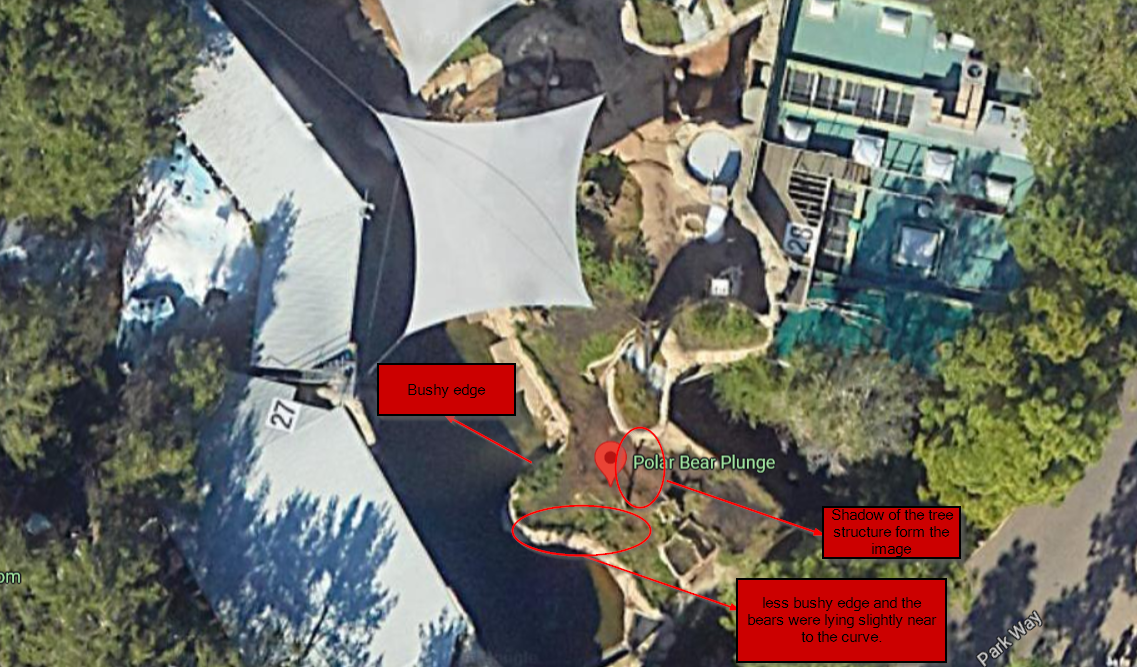 28
Bushy edge
27
Polar Bear Plunge
Shadow of the tree
structure form the
image
om
less bushy edge and the
bears were lying slightly near
to the curve.
Park Way